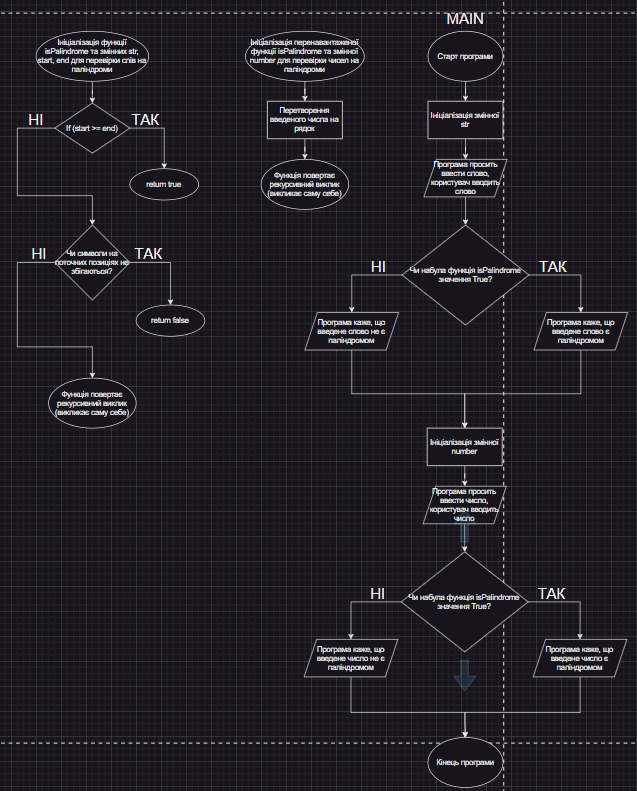 MAIN
Ініціалізація функції
isPalindrome та змінних str,
start, end для перевірки слів на
паліндроми
НІ
If (start >= end)
ТАК
return true
НІ
Чи символи на
поточних позиціях не
збігаються?
ТАК
return false
Функція повертає
рекурсивний виклик
(викликає саму себе)
Ініціалізація перенавантаженої
функції isPalindrome та змінної
number для перевірки чисел на
паліндроми
Перетворення
введеного числа на
рядок
Функція повертає
рекурсивний виклик
(викликає саму себе)
Старт програми
Ініціалізація змінної
str
Програма просить
ввести слово,
користувач вводить
слово
НІ
Чи набула функція isPalindrome
значення True?
ТАК
Програма каже, що
введене слово не є
паліндромом
Програма каже, що
введене слово є
паліндромом
Ініціалізація змінної
number
Програма просить
ввести число,
користувач вводить
число
НІ
Чи набула функція isPalindrome
значення True?
ТАК
Програма каже, що
введене число не є
паліндромом
Програма каже, що
введене число є
паліндромом
Кінець програми